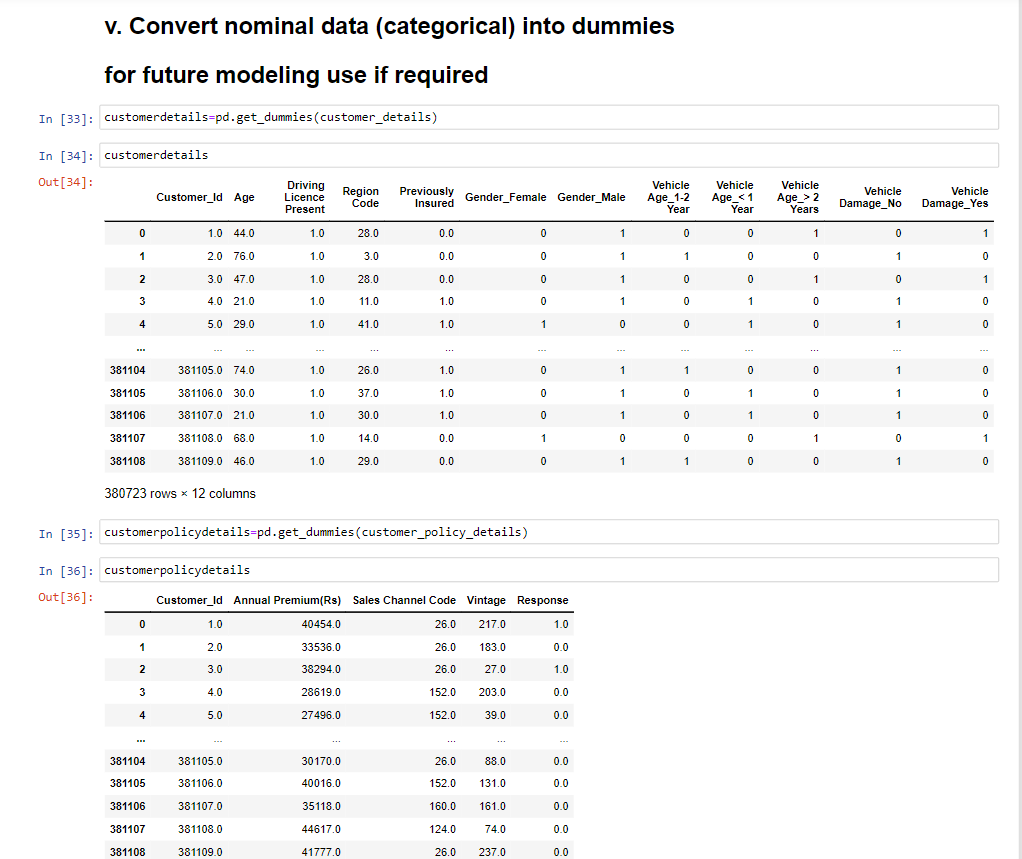 v. Convert nominal data (categorical) into dummies
for future modeling use if required
In [33]: customerdetails=pd.get_dummies(customer_details)
In [34]: customerdetails
Out[34]:
Customer_Id Age Driving Licence Present Region Code Previously Insured Gender_Female Gender_Male Vehicle Age_1-2 Year Vehicle Age_< 1 Year Vehicle Age_> 2 Years Vehicle Damage_No Vehicle Damage_Yes
0 1.0 44.0 1.0 28.0 0.0 0 1 0 0 1 0 1
1 2.0 76.0 1.0 3.0 0.0 0 1 1 0 0 1 0
2 3.0 47.0 1.0 28.0 0.0 0 1 0 0 1 0 1
3 4.0 21.0 1.0 11.0 1.0 0 1 0 1 0 1 0
4 5.0 29.0 1.0 41.0 1.0 1 0 0 1 0 1 0
... ... ... ... ... ... ... ... ... ... ... ... ...
381104 381105.0 74.0 1.0 26.0 1.0 0 1 1 0 0 1 0
381105 381106.0 30.0 1.0 37.0 1.0 0 1 0 1 0 1 0
381106 381107.0 21.0 1.0 30.0 1.0 0 1 0 1 0 1 0
381107 381108.0 68.0 1.0 14.0 0.0 1 0 0 0 1 0 1
381108 381109.0 46.0 1.0 29.0 0.0 0 1 1 0 0 1 0
380723 rows × 12 columns
In [35]: customerpolicydetails=pd.get_dummies(customer_policy_details)
In [36]: customerpolicydetails
Out[36]:
Customer_Id Annual Premium(Rs) Sales Channel Code Vintage Response
0 1.0 40454.0 26.0 217.0 1.0
1 2.0 33536.0 26.0 183.0 0.0
2 3.0 38294.0 26.0 27.0 1.0
3 4.0 28619.0 152.0 203.0 0.0
4 5.0 27496.0 152.0 39.0 0.0
... ... ... ... ... ...
381104 381105.0 30170.0 26.0 88.0 0.0
381105 381106.0 40016.0 152.0 131.0 0.0
381106 381107.0 35118.0 160.0 161.0 0.0
381107 381108.0 44617.0 124.0 74.0 0.0
381108 381109.0 41777.0 26.0 237.0 0.0